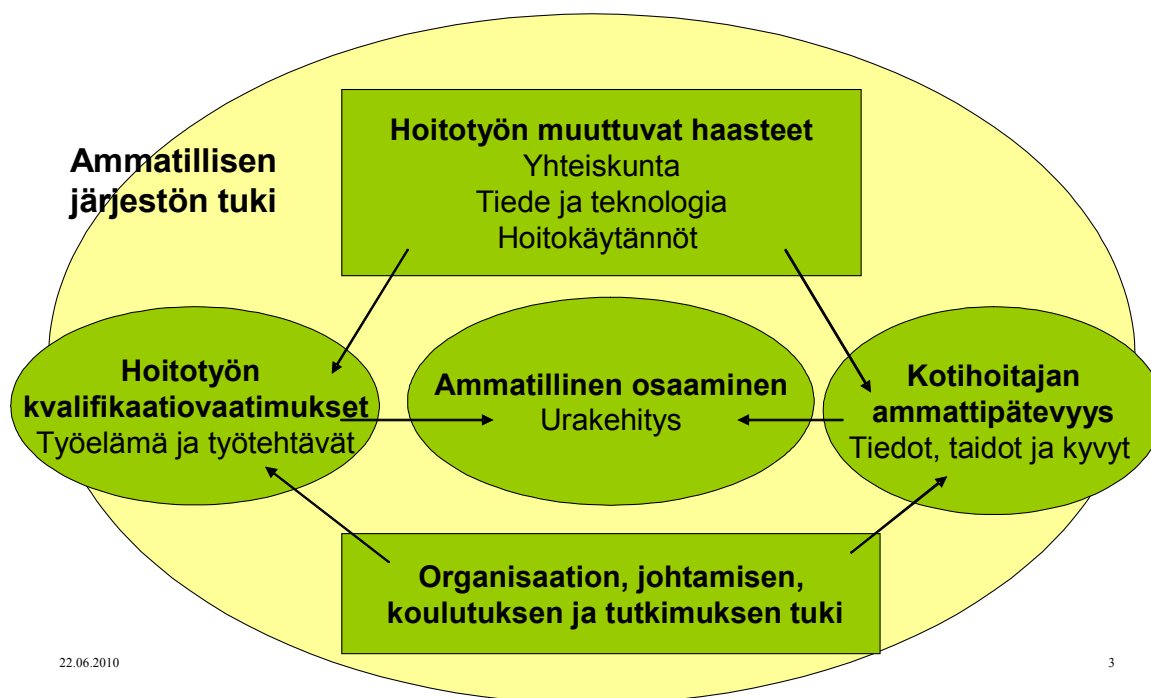 Hoitotyön muuttuvat haasteet
Yhteiskunta
Tiede ja teknologia
Hoitokäytännöt
Ammatillisen
järjestön tuki
Hoitotyön
kvalifikaatiovaatimukset
Työelämä ja työtehtävät
Ammatillinen osaaminen
Urakehitys
Kotihoitajan
ammattipätevyys
Tiedot, taidot ja kyvyt
Organisaation, johtamisen,
koulutuksen ja tutkimuksen tuki
22.06.2010
3